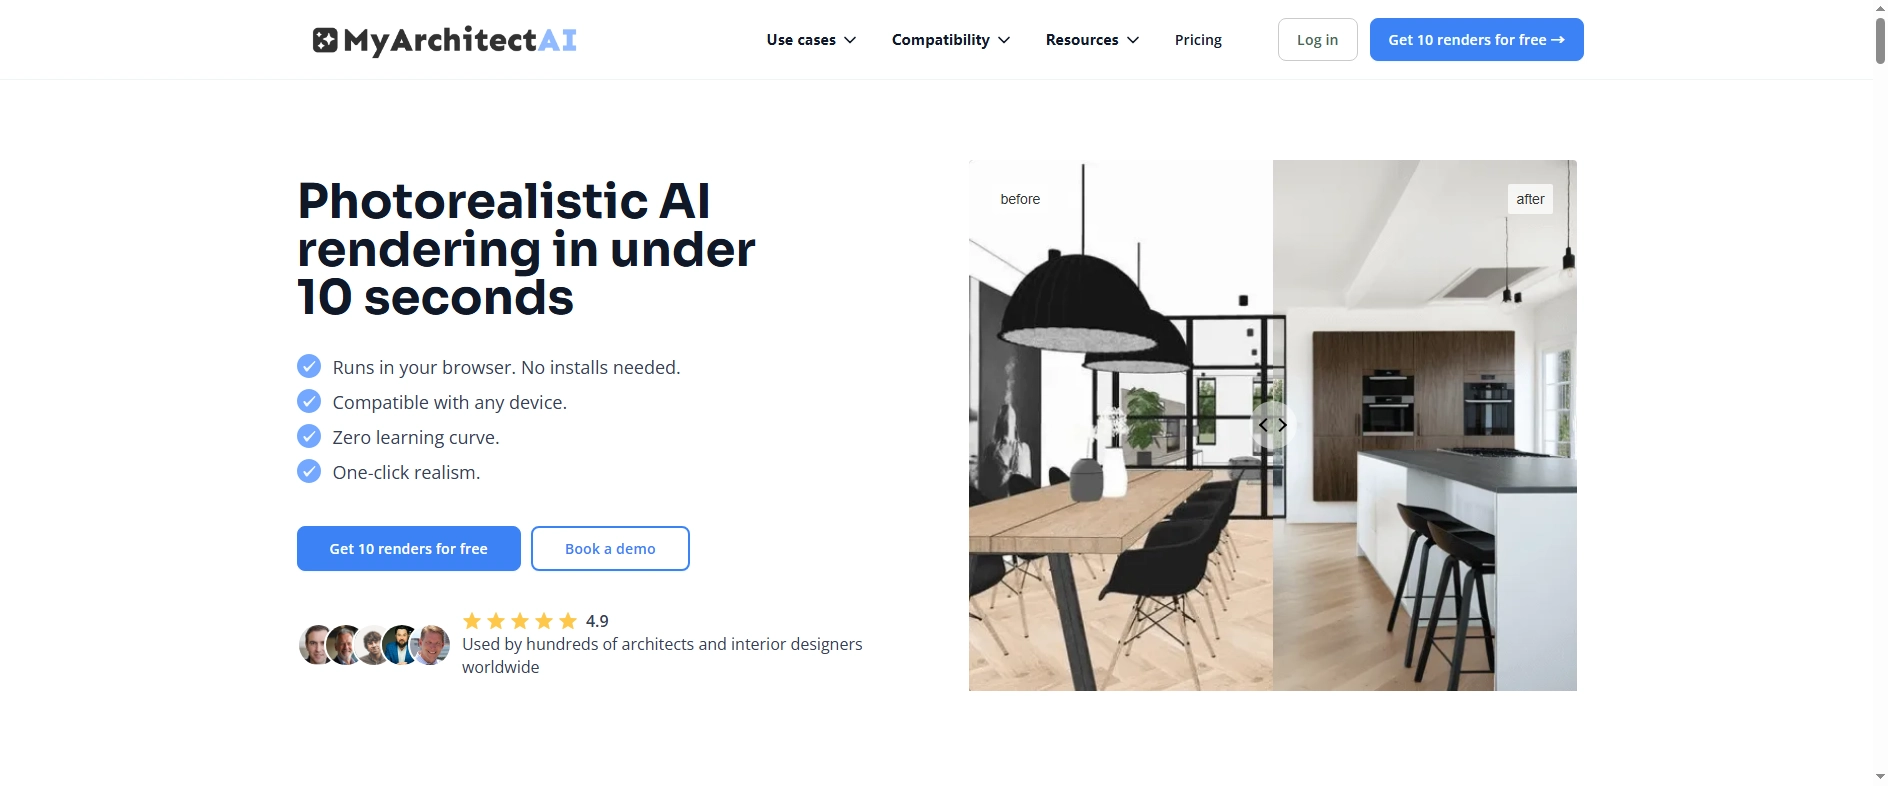 MyArchitectAI
Use cases
Compatibility
Resources
Pricing
Log in
Get 10 renders for free →
Photorealistic AI
rendering in under
10 seconds
Runs in your browser. No installs needed.
Compatible with any device.
Zero learning curve.
One-click realism.
Get 10 renders for free
Book a demo
4.9
Used by hundreds of architects and interior designers
worldwide
before
after